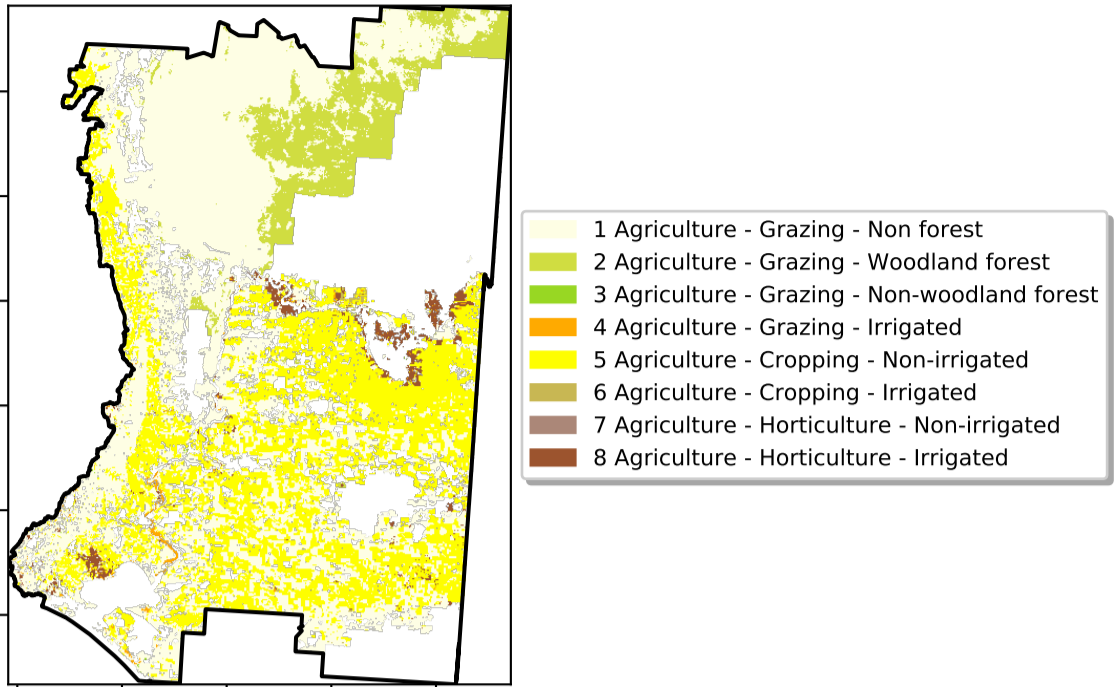 1 Agriculture - Grazing - Non forest
2 Agriculture - Grazing - Woodland forest
3 Agriculture - Grazing - Non-woodland forest
4 Agriculture - Grazing - Irrigated
5 Agriculture - Cropping - Non-irrigated
6 Agriculture - Cropping - Irrigated
7 Agriculture - Horticulture - Non-irrigated
8 Agriculture - Horticulture - Irrigated